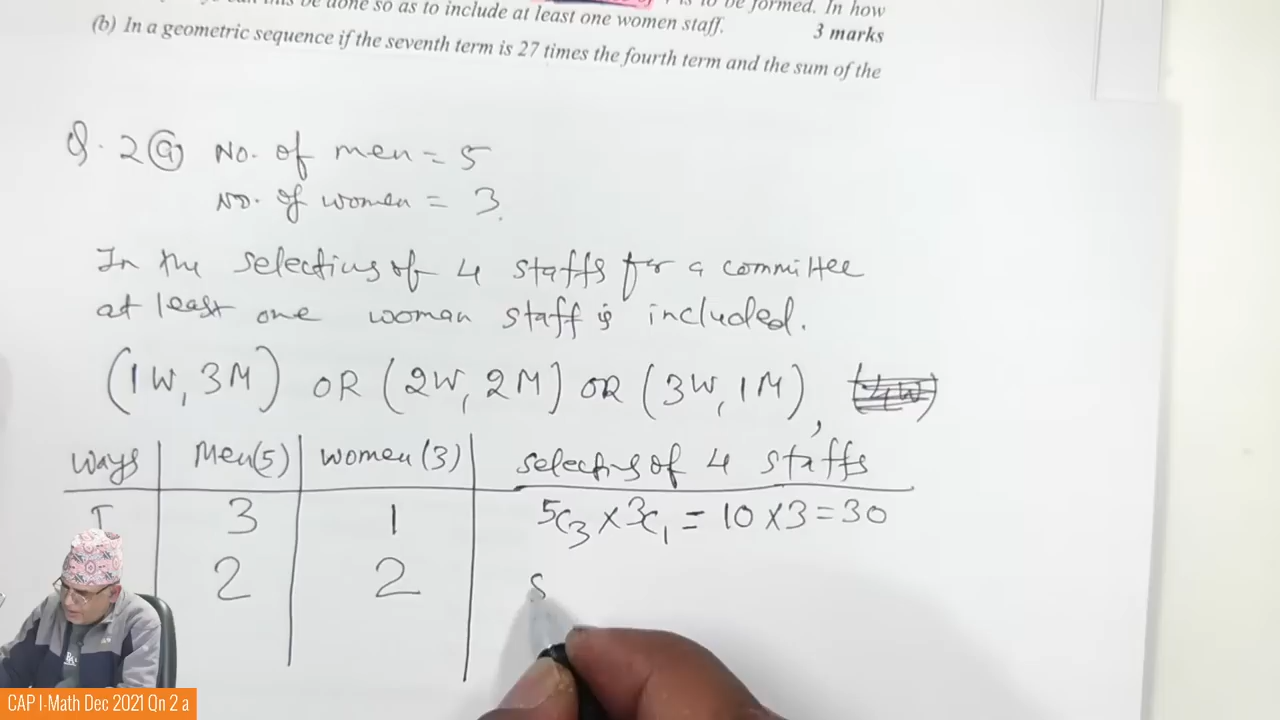 is to be formed. In how
be done so as to include at least one women staff. 3 marks
(b) In a geometric sequence if the seventh term is 27 times the fourth term and the sum of the
Q. 2 (a) No. of men = 5
No. of women = 3.
In the selecting of 4 staffs for a committee
at least one woman staff is included.
(1W, 3M) OR (2W, 2M) OR (3W, 1M),
Ways Men(5) women(3) selecting of 4 staffs
I 3 1 5C3 × 3C1 = 10 × 3 = 30
2 2
CAP I-Math Dec 2021 Qn 2 a